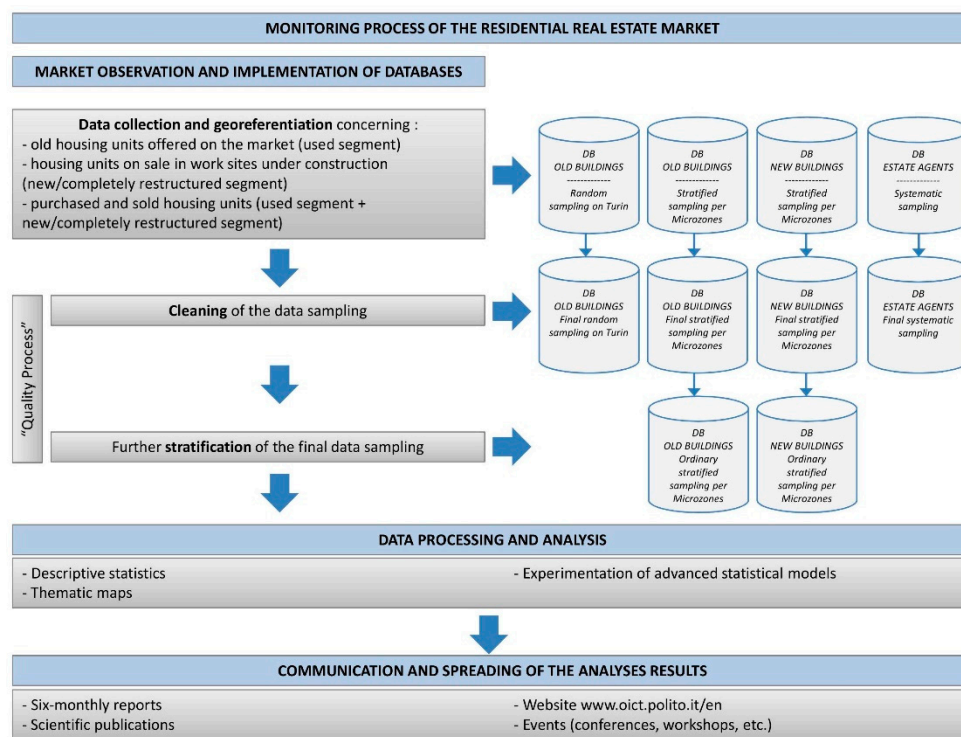 MONITORING PROCESS OF THE RESIDENTIAL REAL ESTATE MARKET
MARKET OBSERVATION AND IMPLEMENTATION OF DATABASES
Data collection and georeferentiation concerning :
- old housing units offered on the market (used segment)
- housing units on sale in work sites under construction
(new/completely restructured segment)
- purchased and sold housing units (used segment +
new/completely restructured segment)
DB
OLD BUILDINGS
-------------
Random
sampling on Turin
DB
OLD BUILDINGS
-------------
Stratified
sampling per
Microzones
DB
NEW BUILDINGS
-------------
Stratified
sampling per
Microzones
DB
ESTATE AGENTS
-------------
Systematic
sampling
"Quality Process"
Cleaning of the data sampling
DB
OLD BUILDINGS
Final random
sampling on Turin
DB
OLD BUILDINGS
Final stratified
sampling per
Microzones
DB
NEW BUILDINGS
Final stratified
sampling per
Microzones
DB
ESTATE AGENTS
Final systematic
sampling
Further stratification of the final data sampling
DB
OLD BUILDINGS
Ordinary
stratified
sampling per
Microzones
DB
NEW BUILDINGS
Ordinary
stratified
sampling per
Microzones
DATA PROCESSING AND ANALYSIS
- Descriptive statistics
- Thematic maps
- Experimentation of advanced statistical models
COMMUNICATION AND SPREADING OF THE ANALYSES RESULTS
- Six-monthly reports
- Scientific publications
- Website www.oict.polito.it/en
- Events (conferences, workshops, etc.)